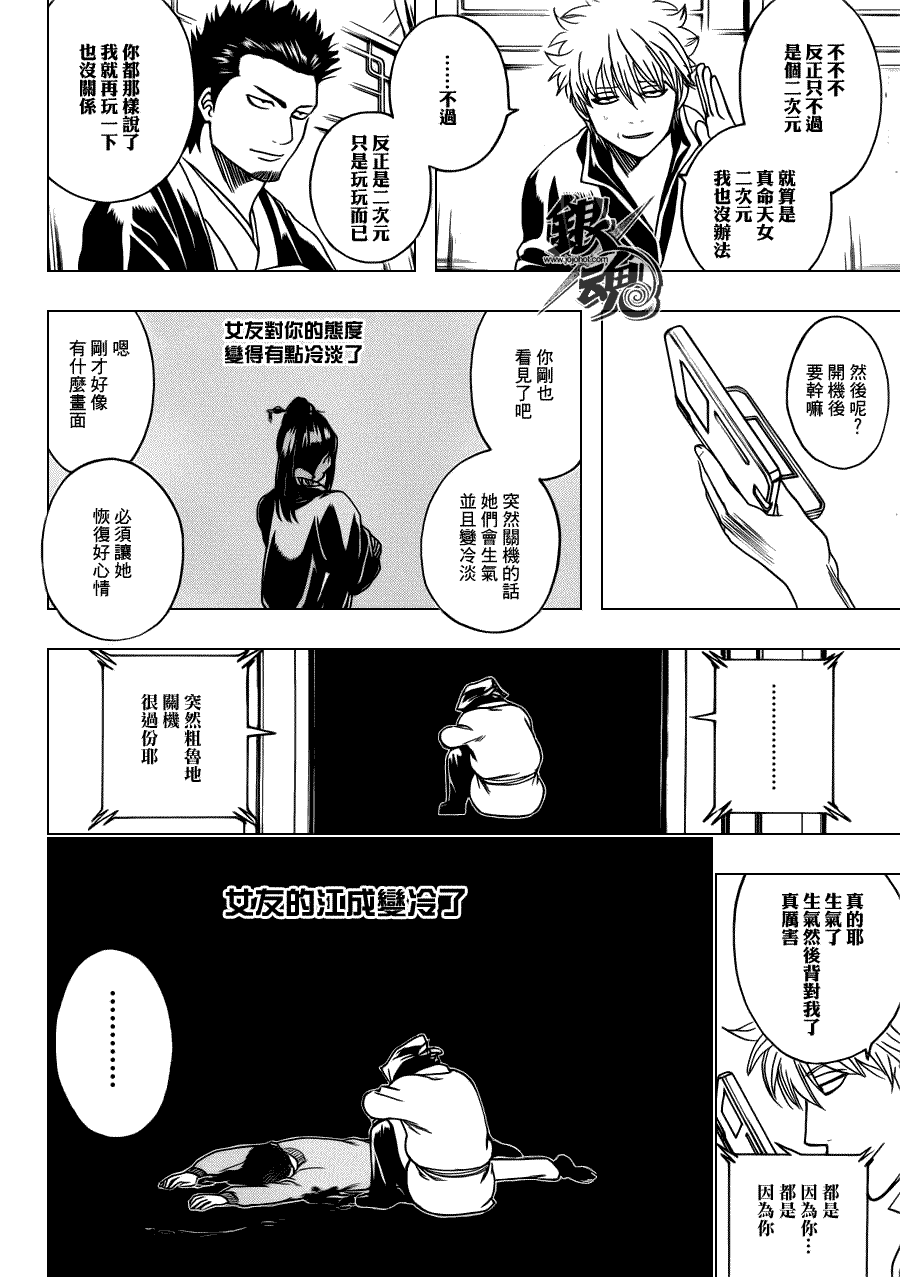 不不不
反正只不過
是個二次元
就算是
真命天女
二次元
我也沒辦法
……不過
反正是二次元
只是玩玩而已
你都那樣說了
我就再玩一下
也沒關係
銀魂
www.jojohot.com
然後呢?
開機後
要幹嘛
你剛也
看見了吧
突然關機的話
她們會生氣
並且變冷淡
女友對你的態度
變得有點冷淡了
嗯
剛才好像
有什麼畫面
必須讓她
恢復好心情
…………
突然粗魯地
關機
很過份耶
真的耶
生氣了
生氣然後背對我了
真厲害
都是
因為你…
都是
因為你
女友的江成變冷了
…………